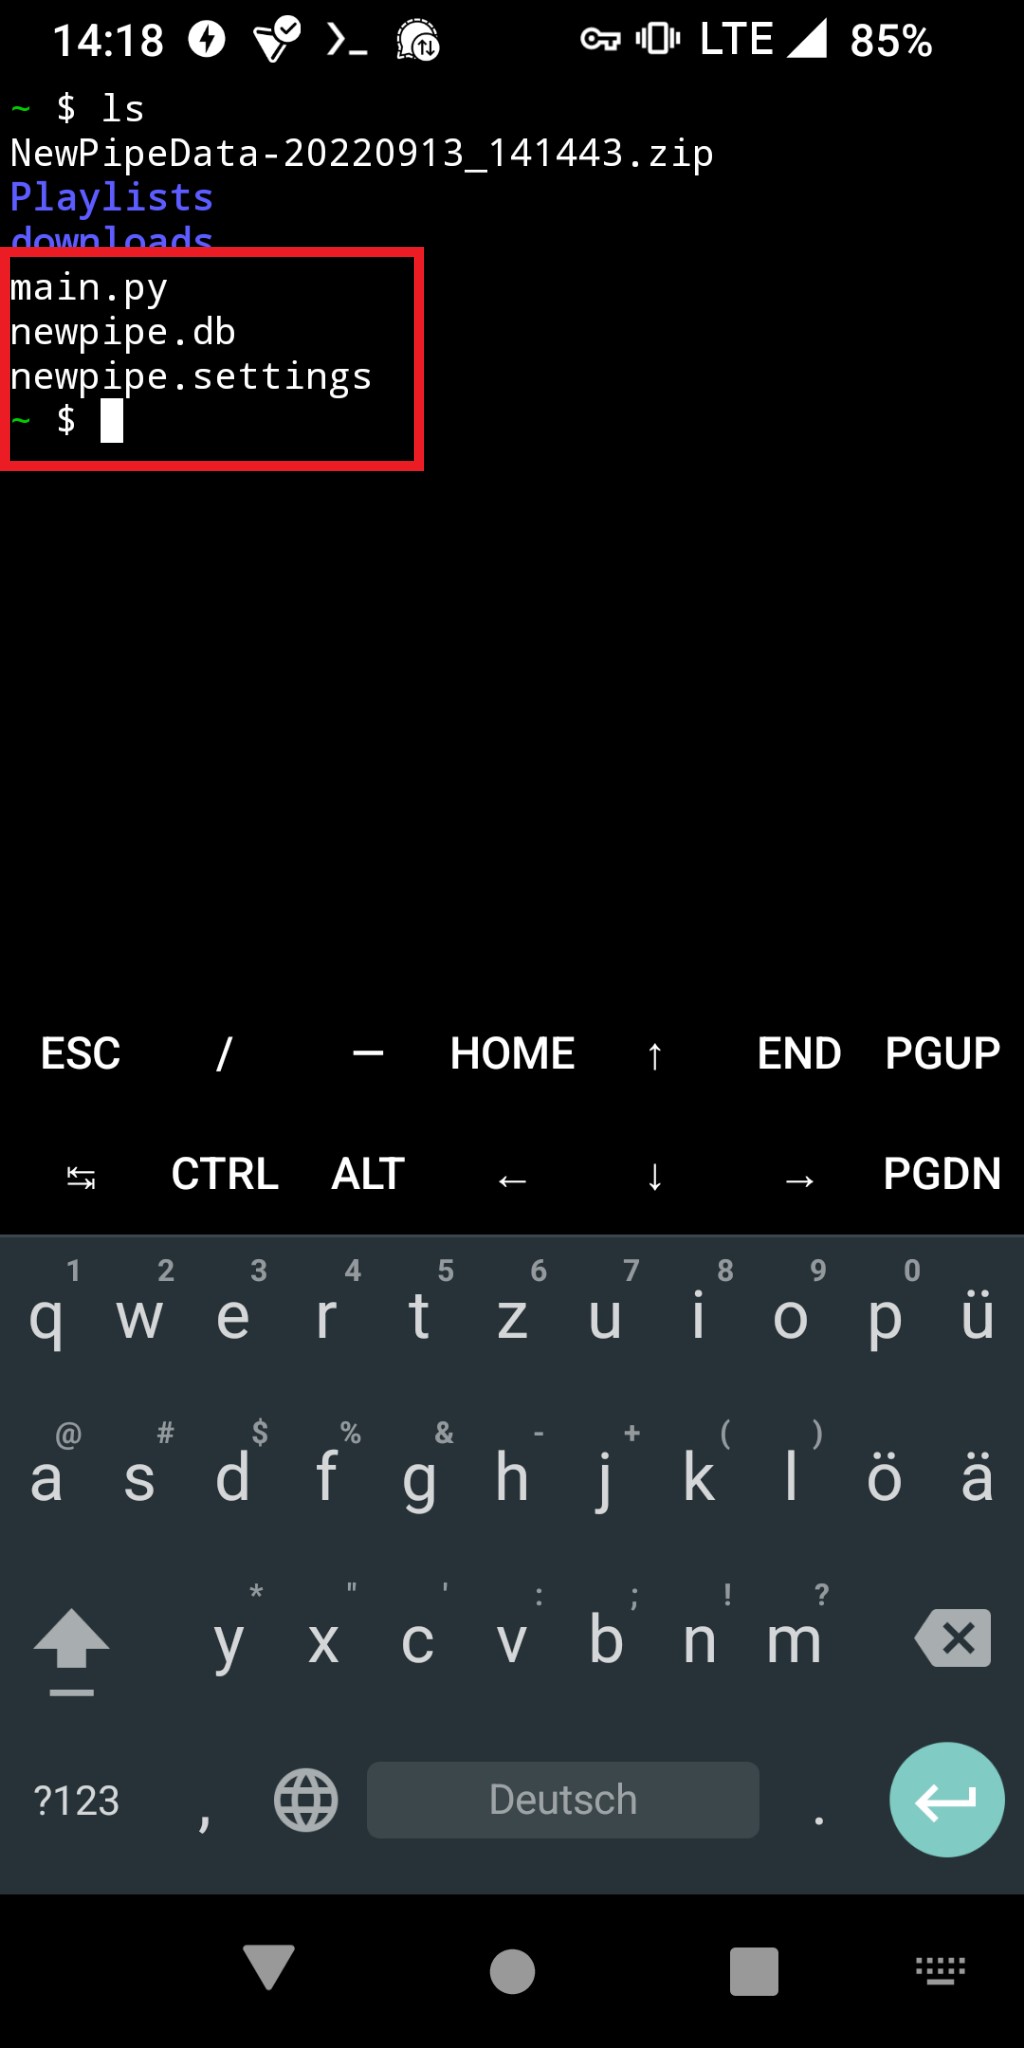 14:18 LTE 85%
~ $ ls
NewPipeData-20220913_141443.zip
Playlists
downloads
main.py
newpipe.db
newpipe.settings
~ $
ESC / — HOME ↑ END PGUP
↹ CTRL ALT ← ↓ → PGDN
1 2 3 4 5 6 7 8 9 0
q w e r t z u i o p ü
@ # $ % & - + ( )
a s d f g h j k l ö ä
* " ' : ; ! ?
y x c v b n m
?123 , Deutsch .